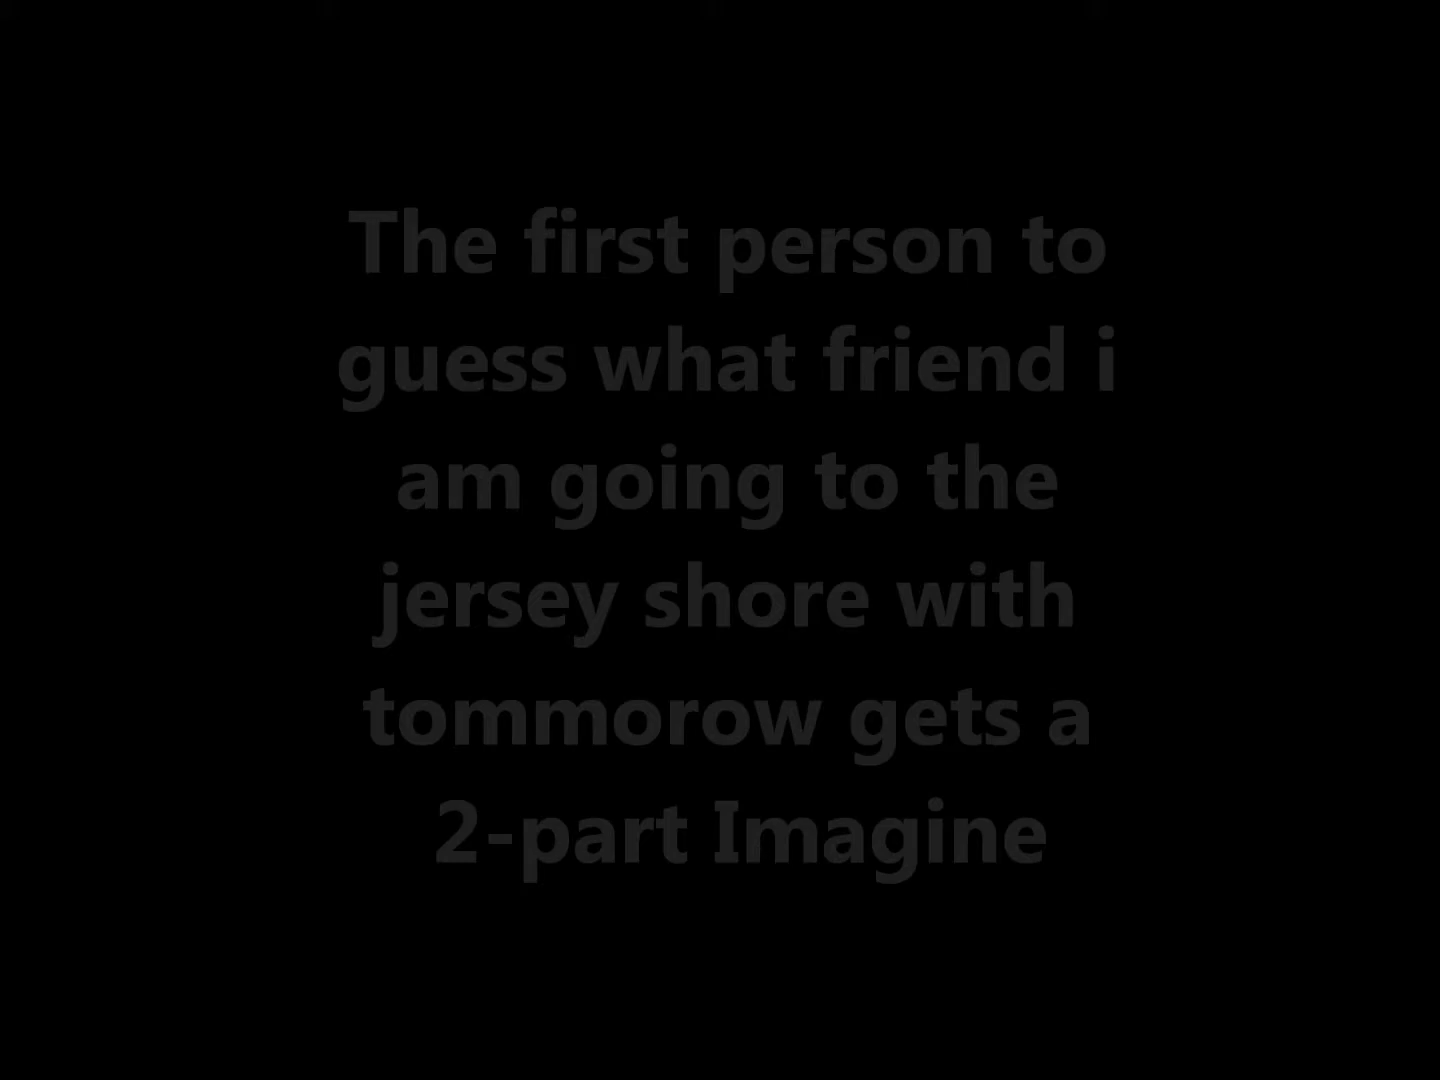 The first person to
guess what friend i
am going to the
jersey shore with
tommorow gets a
2-part Imagine